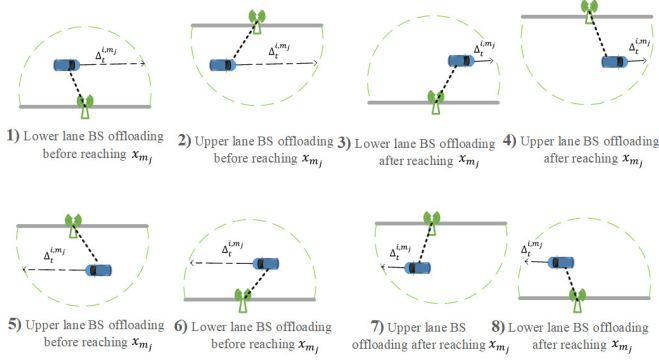 Δ_t^{i,m_j}
Δ_t^{i,m_j}
Δ_t^{i,m_j}
Δ_t^{i,m_j}
1) Lower lane BS offloading
before reaching x_{m_j}
2) Upper lane BS offloading
before reaching x_{m_j}
3) Lower lane BS offloading
after reaching x_{m_j}
4) Upper lane BS offloading
after reaching x_{m_j}
Δ_t^{i,m_j}
Δ_t^{i,m_j}
Δ_t^{i,m_j}
Δ_t^{i,m_j}
5) Upper lane BS offloading
before reaching x_{m_j}
6) Lower lane BS offloading
before reaching x_{m_j}
7) Upper lane BS
offloading after reaching x_{m_j}
8) Lower lane BS offloading
after reaching x_{m_j}